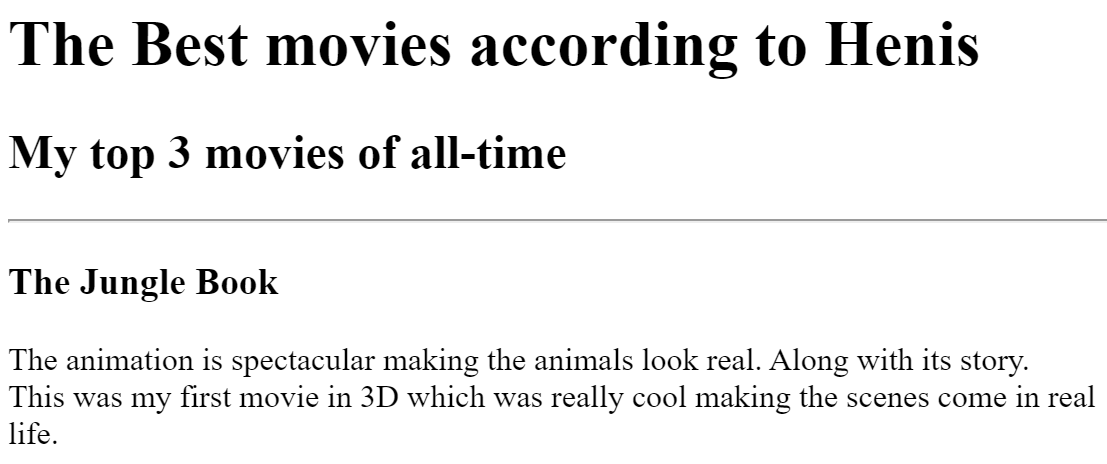 The Best movies according to Henis
My top 3 movies of all-time
The Jungle Book
The animation is spectacular making the animals look real. Along with its story.
This was my first movie in 3D which was really cool making the scenes come in real
life.